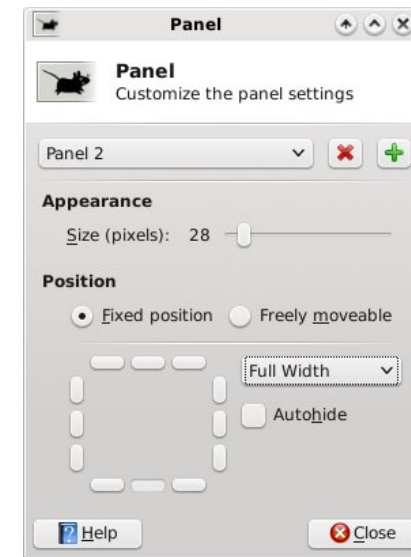 Panel
Panel
Customize the panel settings
Panel 2
Appearance
Size (pixels): 28
Position
Fixed position Freely moveable
Full Width
Autohide
Help Close